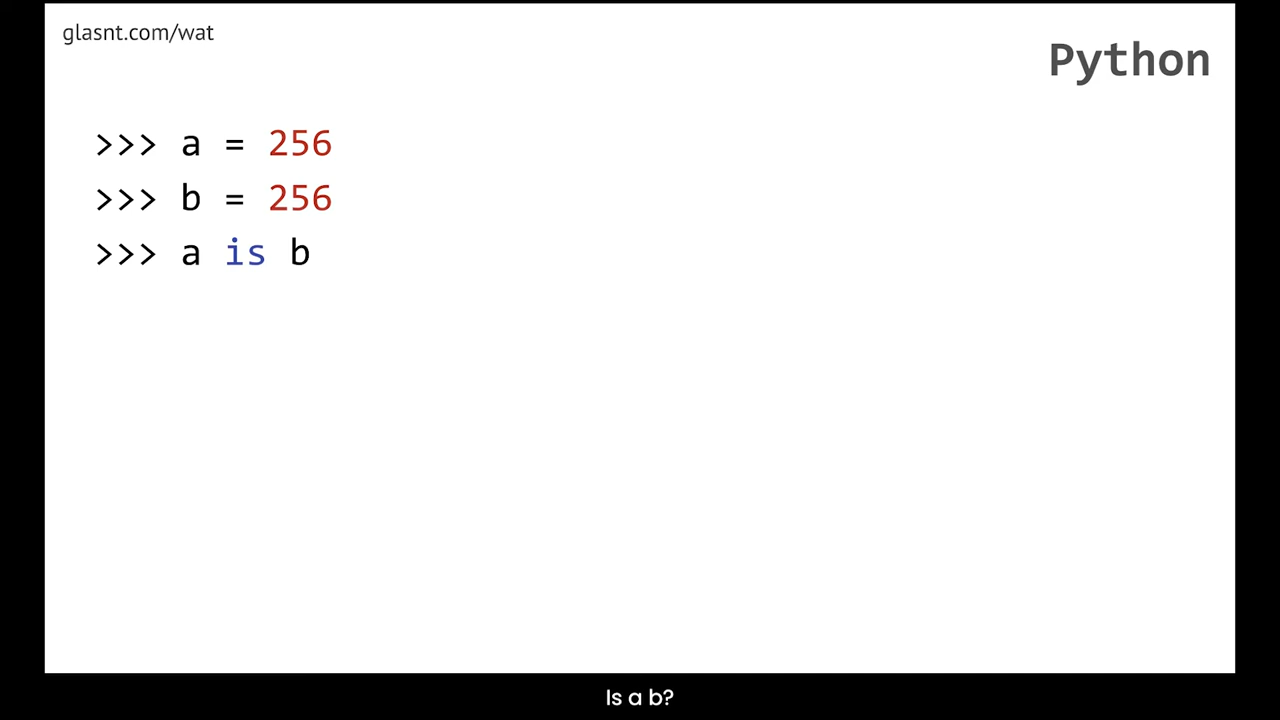 glasnt.com/wat
Python
>>> a = 256
>>> b = 256
>>> a is b
Is a b?